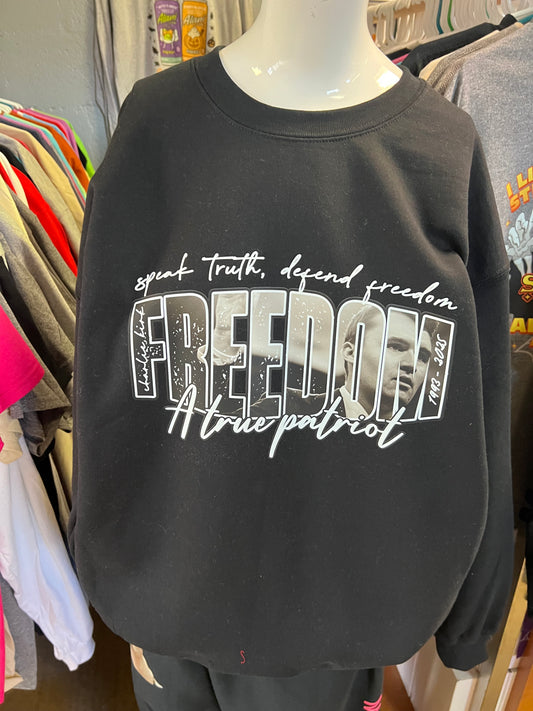 speak truth, defend freedom
charlie kirk
FREEDOM
1993 - 2025
A true patriot
S